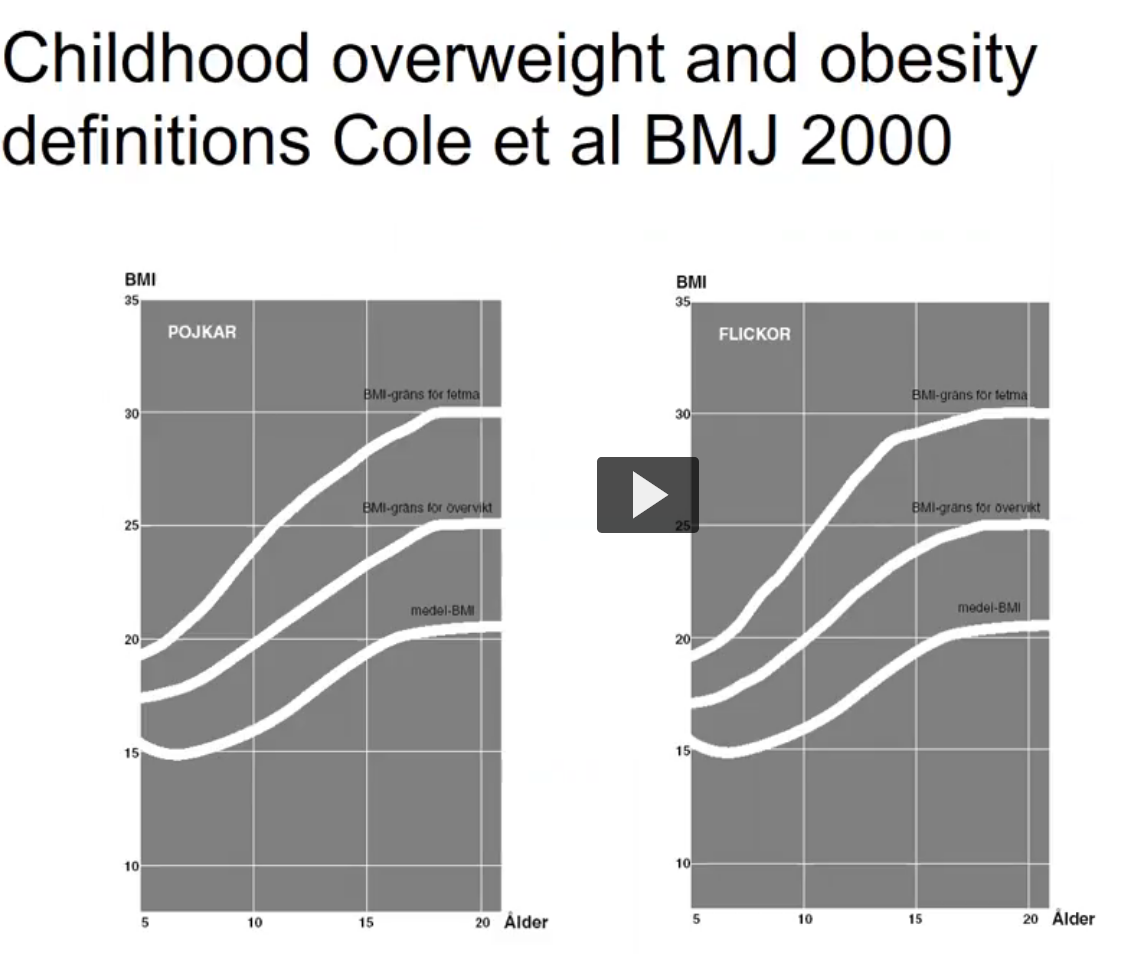 Childhood overweight and obesity
definitions Cole et al BMJ 2000
BMI
35
POJKAR
BMI-gräns för fetma
30
BMI-gräns för övervikt
25
medel-BMI
20
15
10
5 10 15 20 Ålder
BMI
35
FLICKOR
BMI-gräns för fetma
30
BMI-gräns för övervikt
25
medel-BMI
20
15
10
5 10 15 20 Ålder